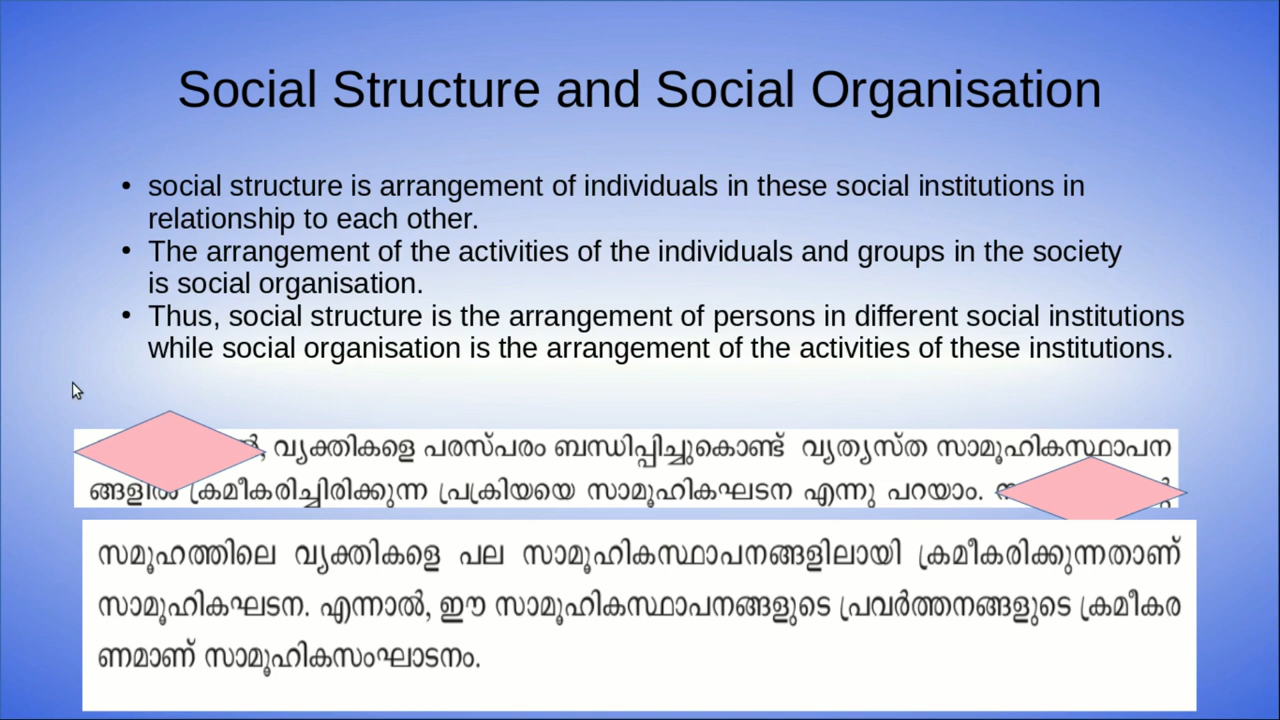 Social Structure and Social Organisation
• social structure is arrangement of individuals in these social institutions in
relationship to each other.
• The arrangement of the activities of the individuals and groups in the society
is social organisation.
• Thus, social structure is the arrangement of persons in different social institutions
while social organisation is the arrangement of the activities of these institutions.
വ്യക്തികളെ പരസ്പരം ബന്ധിപ്പിച്ചുകൊണ്ട് വ്യത്യസ്ത സാമൂഹികസ്ഥാപന
ങ്ങളിൽ ക്രമീകരിച്ചിരിക്കുന്ന പ്രക്രിയയെ സാമൂഹികഘടന എന്നു പറയാം.
സമൂഹത്തിലെ വ്യക്തികളെ പല സാമൂഹികസ്ഥാപനങ്ങളിലായി ക്രമീകരിക്കുന്നതാണ്
സാമൂഹികഘടന. എന്നാൽ, ഈ സാമൂഹികസ്ഥാപനങ്ങളുടെ പ്രവർത്തനങ്ങളുടെ ക്രമീകര
ണമാണ് സാമൂഹികസംഘാടനം.